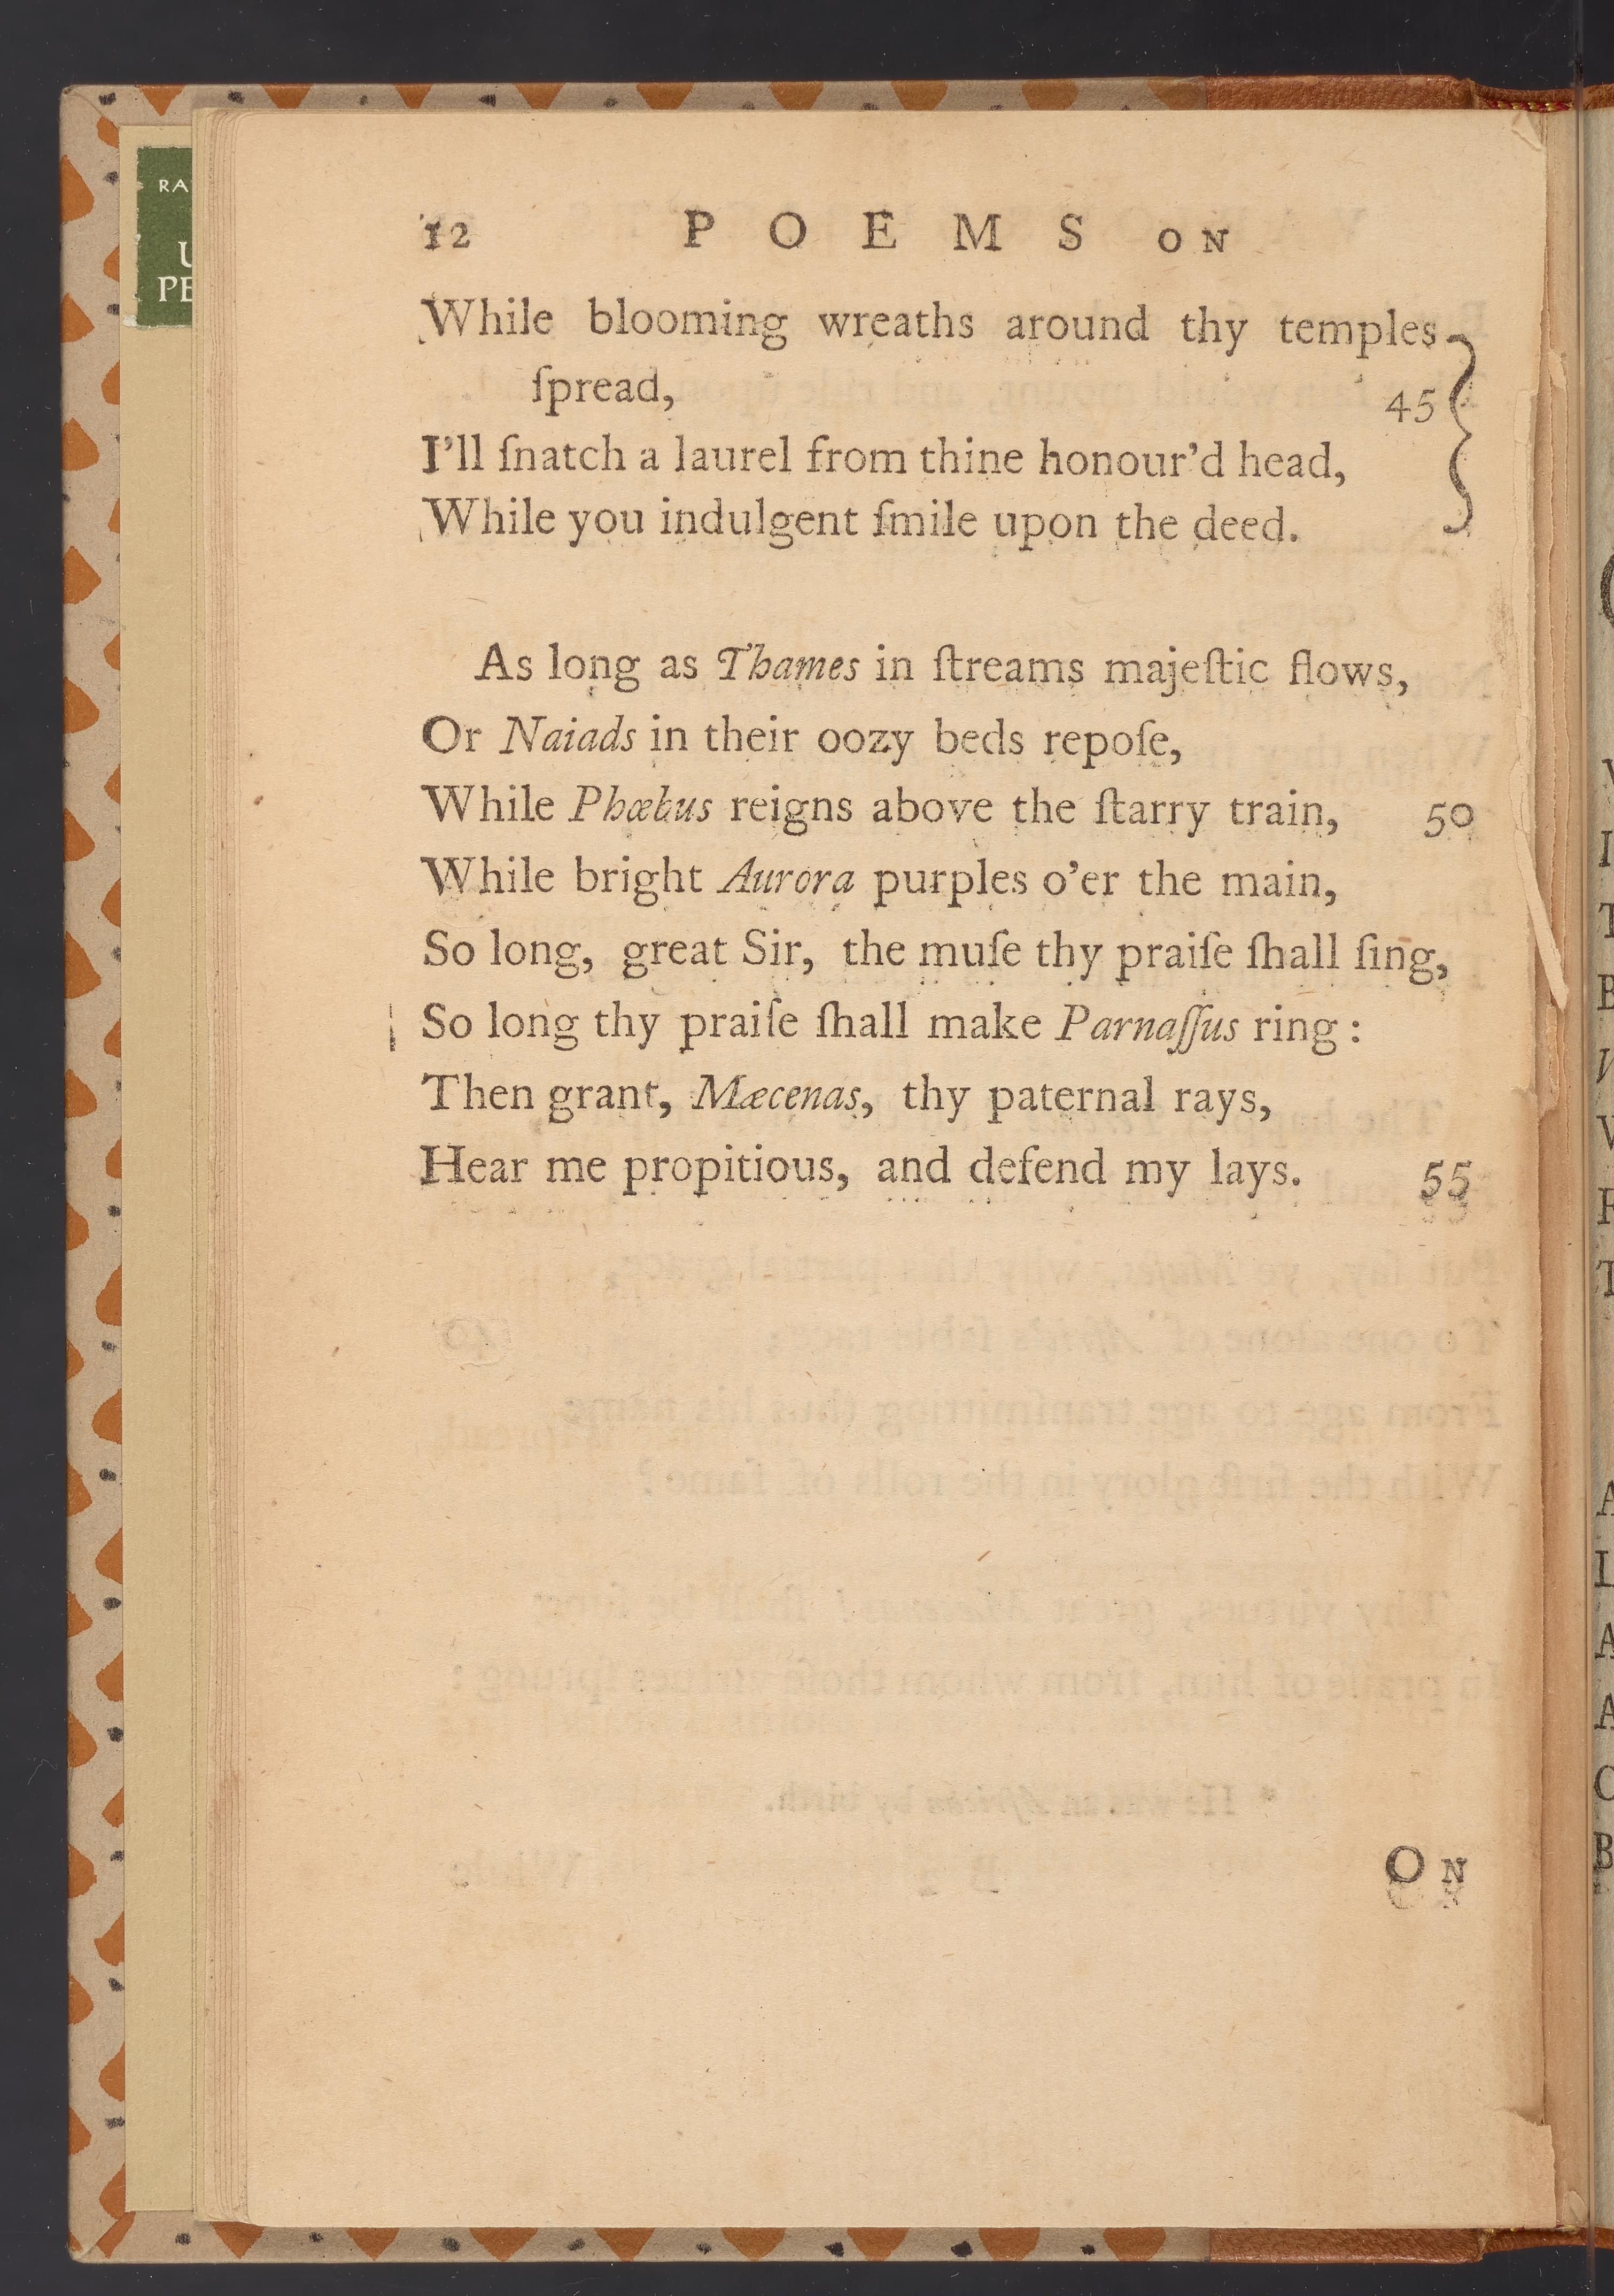 RA
U
PE
12 POEMS ON
While blooming wreaths around thy temples
ſpread, 45
I’ll ſnatch a laurel from thine honour’d head,
While you indulgent ſmile upon the deed.
As long as Thames in ſtreams majeſtic flows,
Or Naiads in their oozy beds repoſe,
While Phœbus reigns above the ſtarry train, 50
While bright Aurora purples o’er the main,
So long, great Sir, the muſe thy praiſe ſhall ſing,
So long thy praiſe ſhall make Parnaſſus ring :
Then grant, Mæcenas, thy paternal rays,
Hear me propitious, and defend my lays. 55
ON